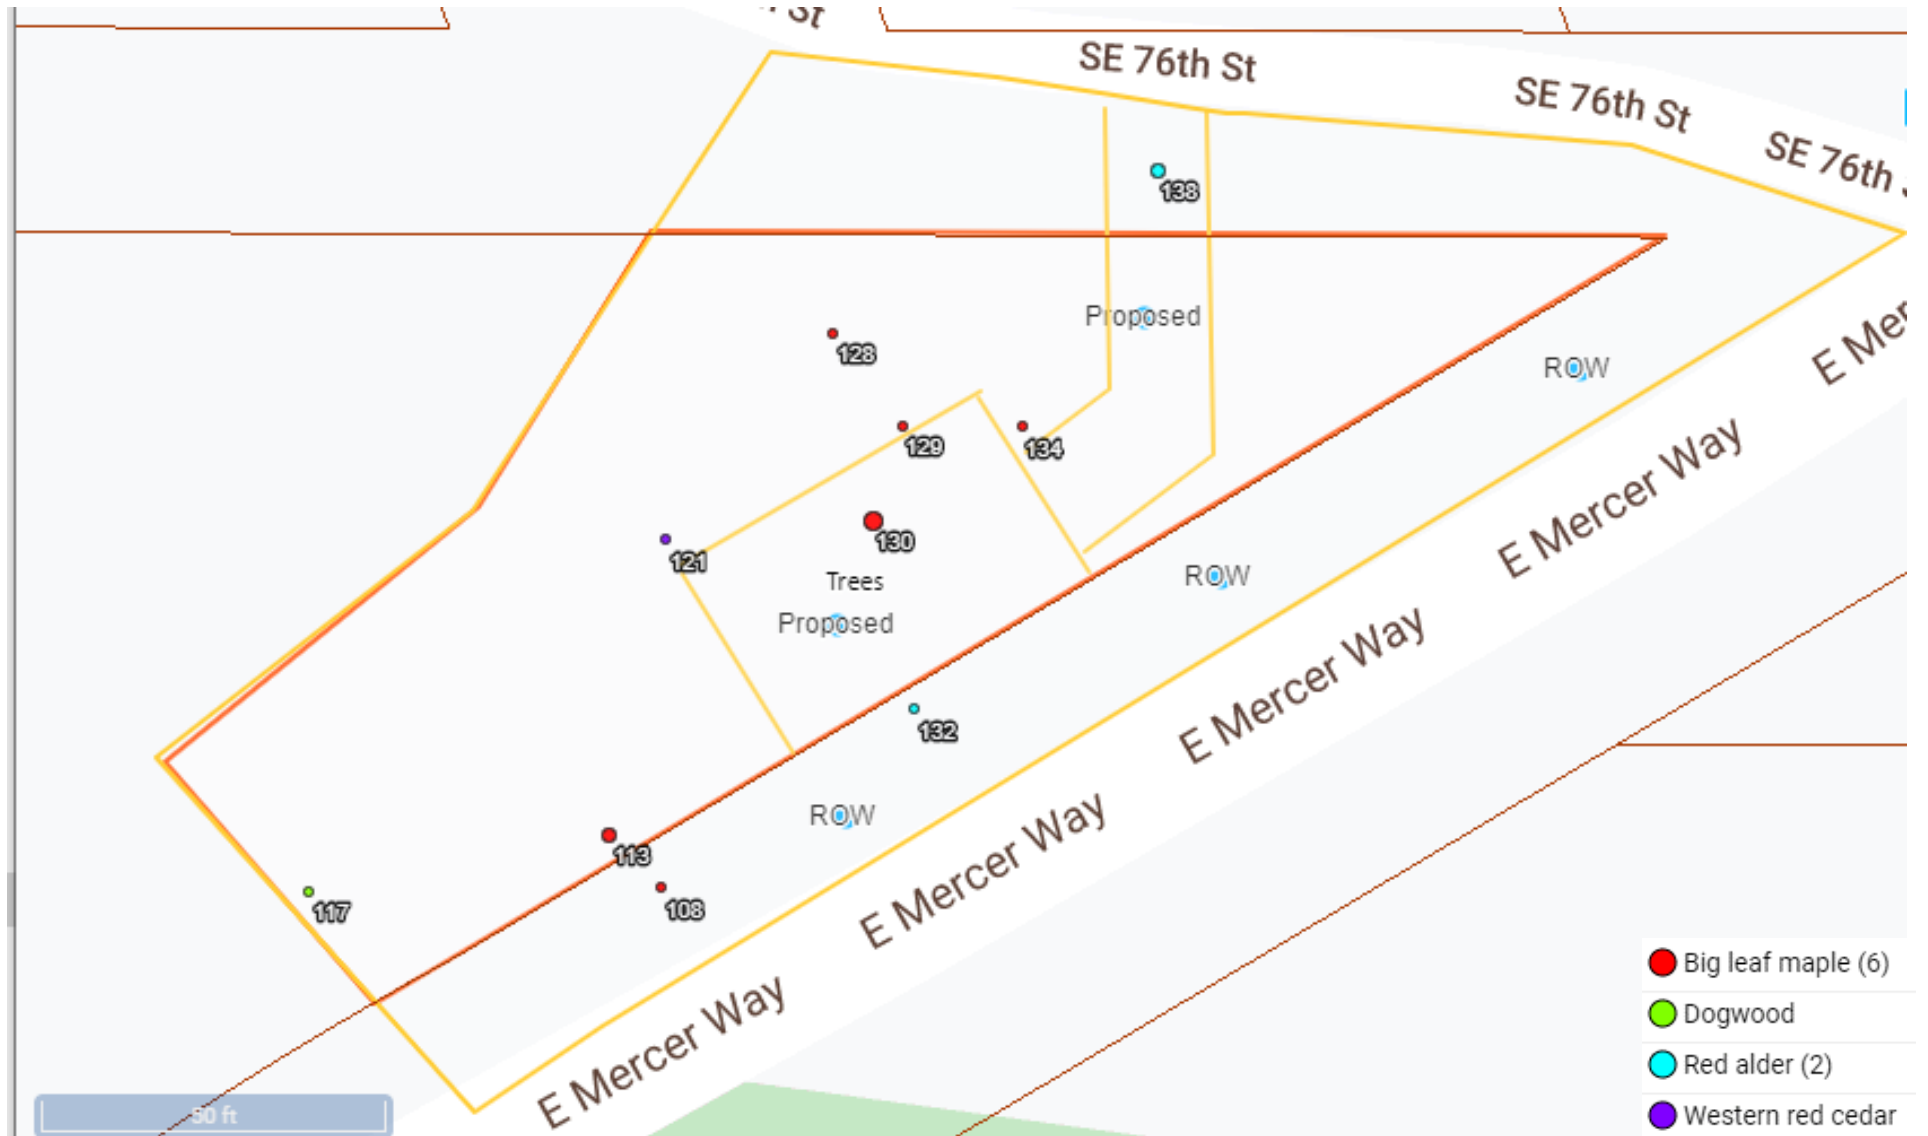 St
SE 76th St
SE 76th St
SE 76th
138
Proposed
128
ROW
E Mer
129
134
E Mercer Way
130
121
Trees
ROW
Proposed
E Mercer Way
132
E Mercer Way
ROW
113
E Mercer Way
108
117
E Mercer Way
Big leaf maple (6)
Dogwood
Red alder (2)
50 ft
Western red cedar